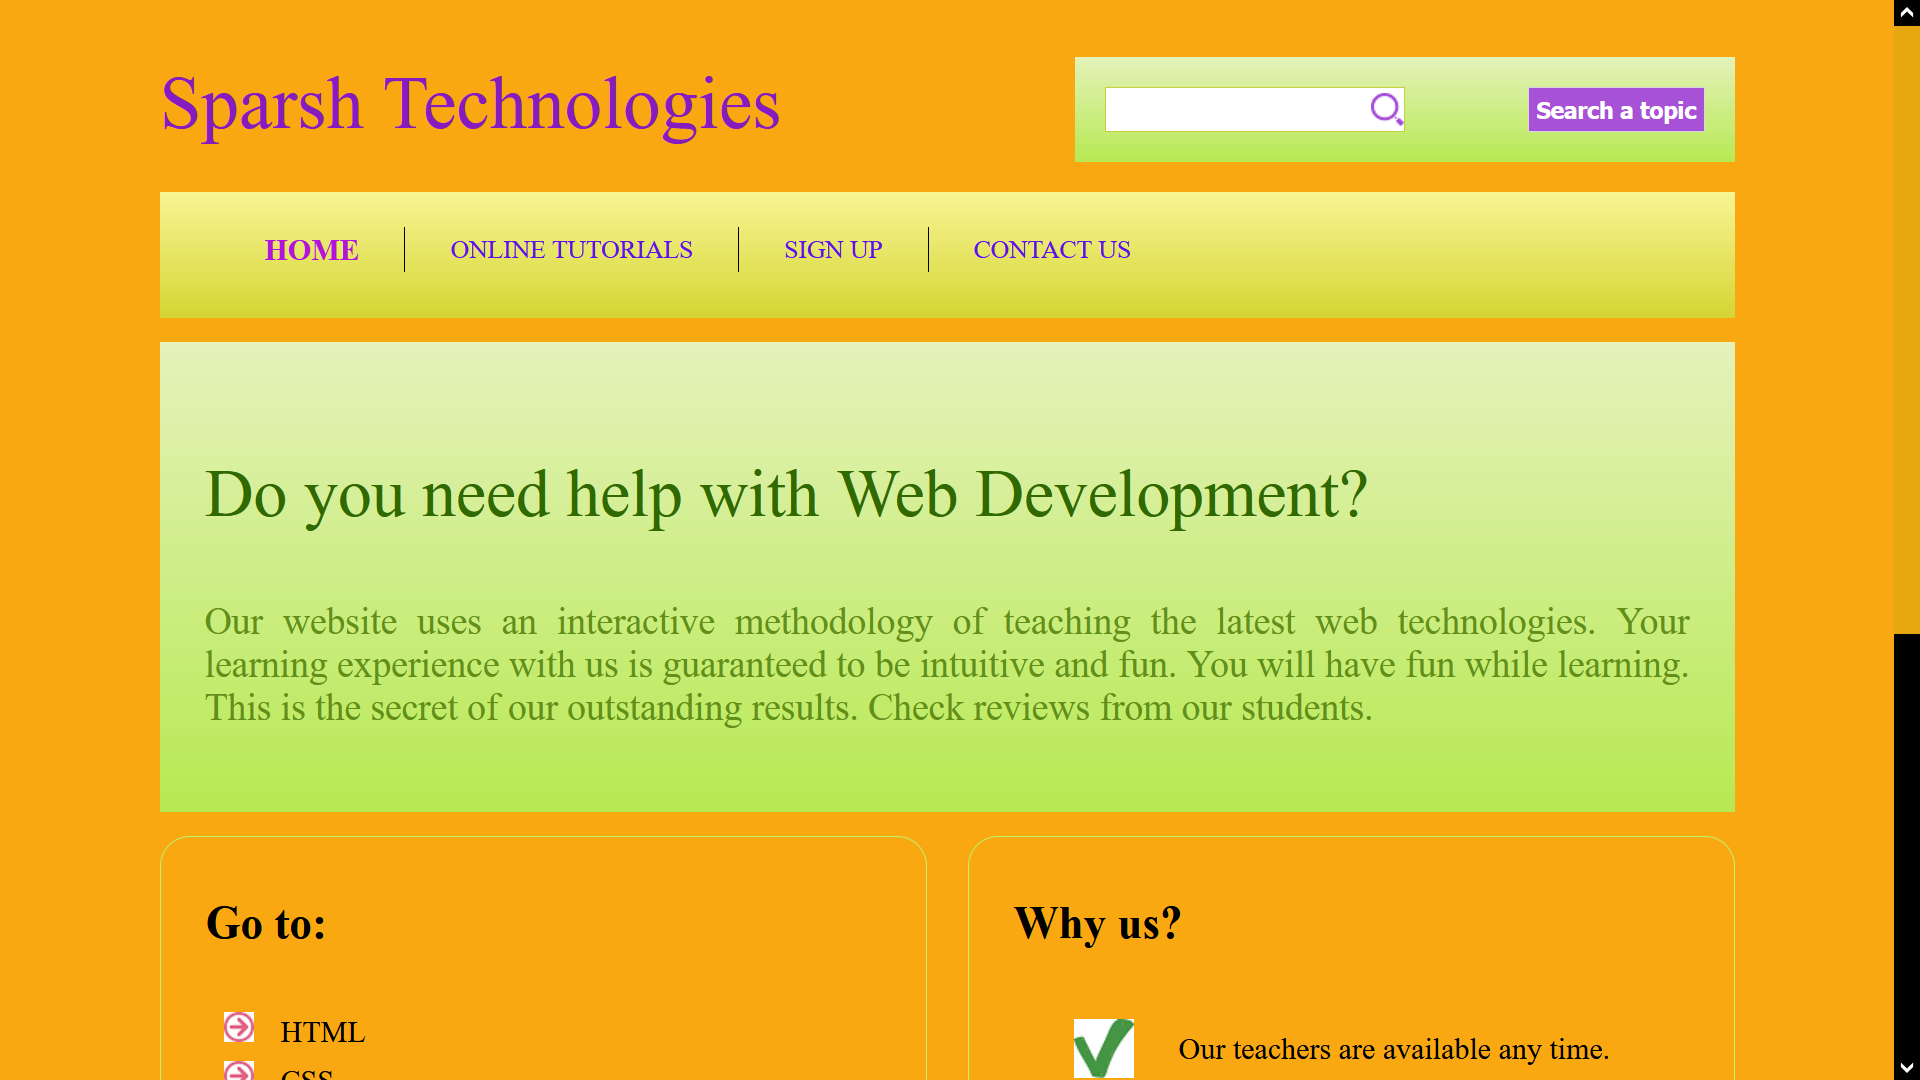 Sparsh Technologies
Search a topic
HOME
ONLINE TUTORIALS
SIGN UP
CONTACT US
Do you need help with Web Development?
Our website uses an interactive methodology of teaching the latest web technologies. Your
learning experience with us is guaranteed to be intuitive and fun. You will have fun while learning.
This is the secret of our outstanding results. Check reviews from our students.
Go to:
HTML
CSS
Why us?
Our teachers are available any time.